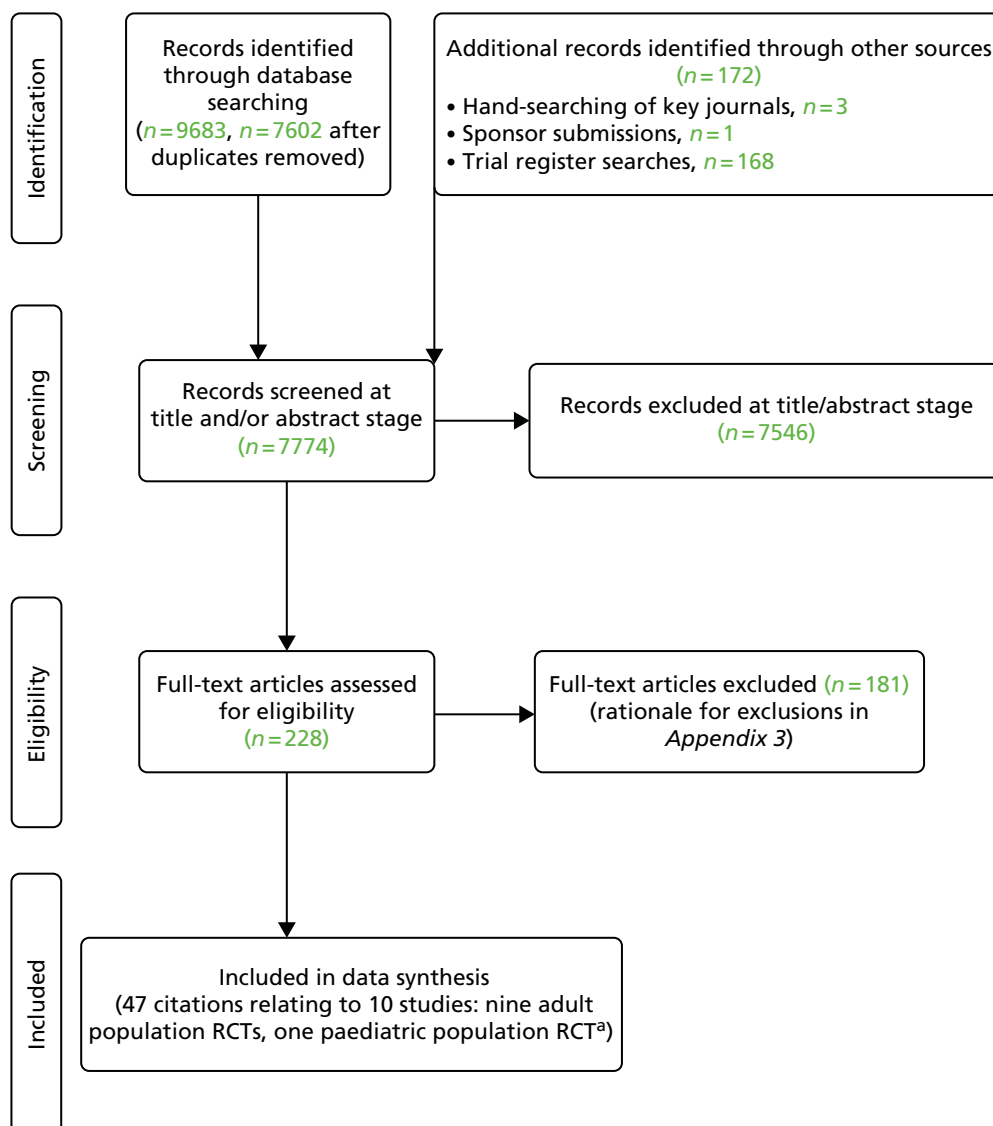 Identification
Records identified
through database
searching
(n=9683, n=7602 after
duplicates removed)
Additional records identified through other sources
(n=172)
• Hand-searching of key journals, n=3
• Sponsor submissions, n=1
• Trial register searches, n=168
Screening
Records screened at
title and/or abstract stage
(n=7774)
Records excluded at title/abstract stage
(n=7546)
Eligibility
Full-text articles assessed
for eligibility
(n=228)
Full-text articles excluded (n=181)
(rationale for exclusions in
Appendix 3)
Included
Included in data synthesis
(47 citations relating to 10 studies: nine adult
population RCTs, one paediatric population RCTª)